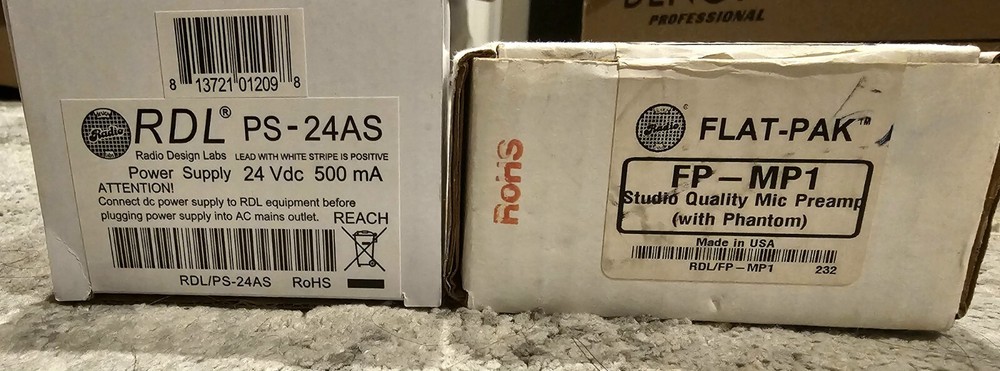 8 13721 01209 8
Radio
RDL® PS-24AS
Radio Design Labs LEAD WITH WHITE STRIPE IS POSITIVE
Power Supply 24 Vdc 500 mA
ATTENTION!
Connect dc power supply to RDL equipment before
plugging power supply into AC mains outlet.
REACH
RDL/PS-24AS RoHS
PROFESSIONAL
RoHS
Radio
FLAT-PAK™
FP-MP1
Studio Quality Mic Preamp
(with Phantom)
Made in USA
RDL/FP-MP1 232